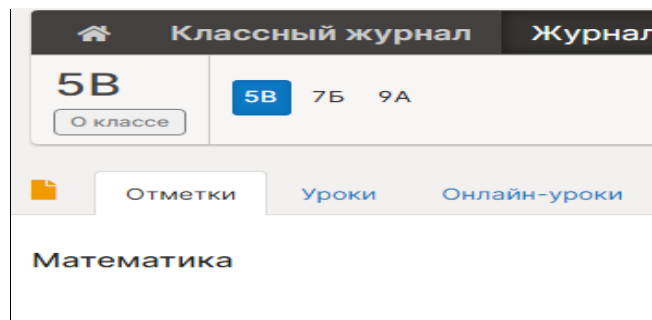 Классный журнал Журнал
5В
О классе
5В 7Б 9А
Отметки Уроки Онлайн-уроки
Математика